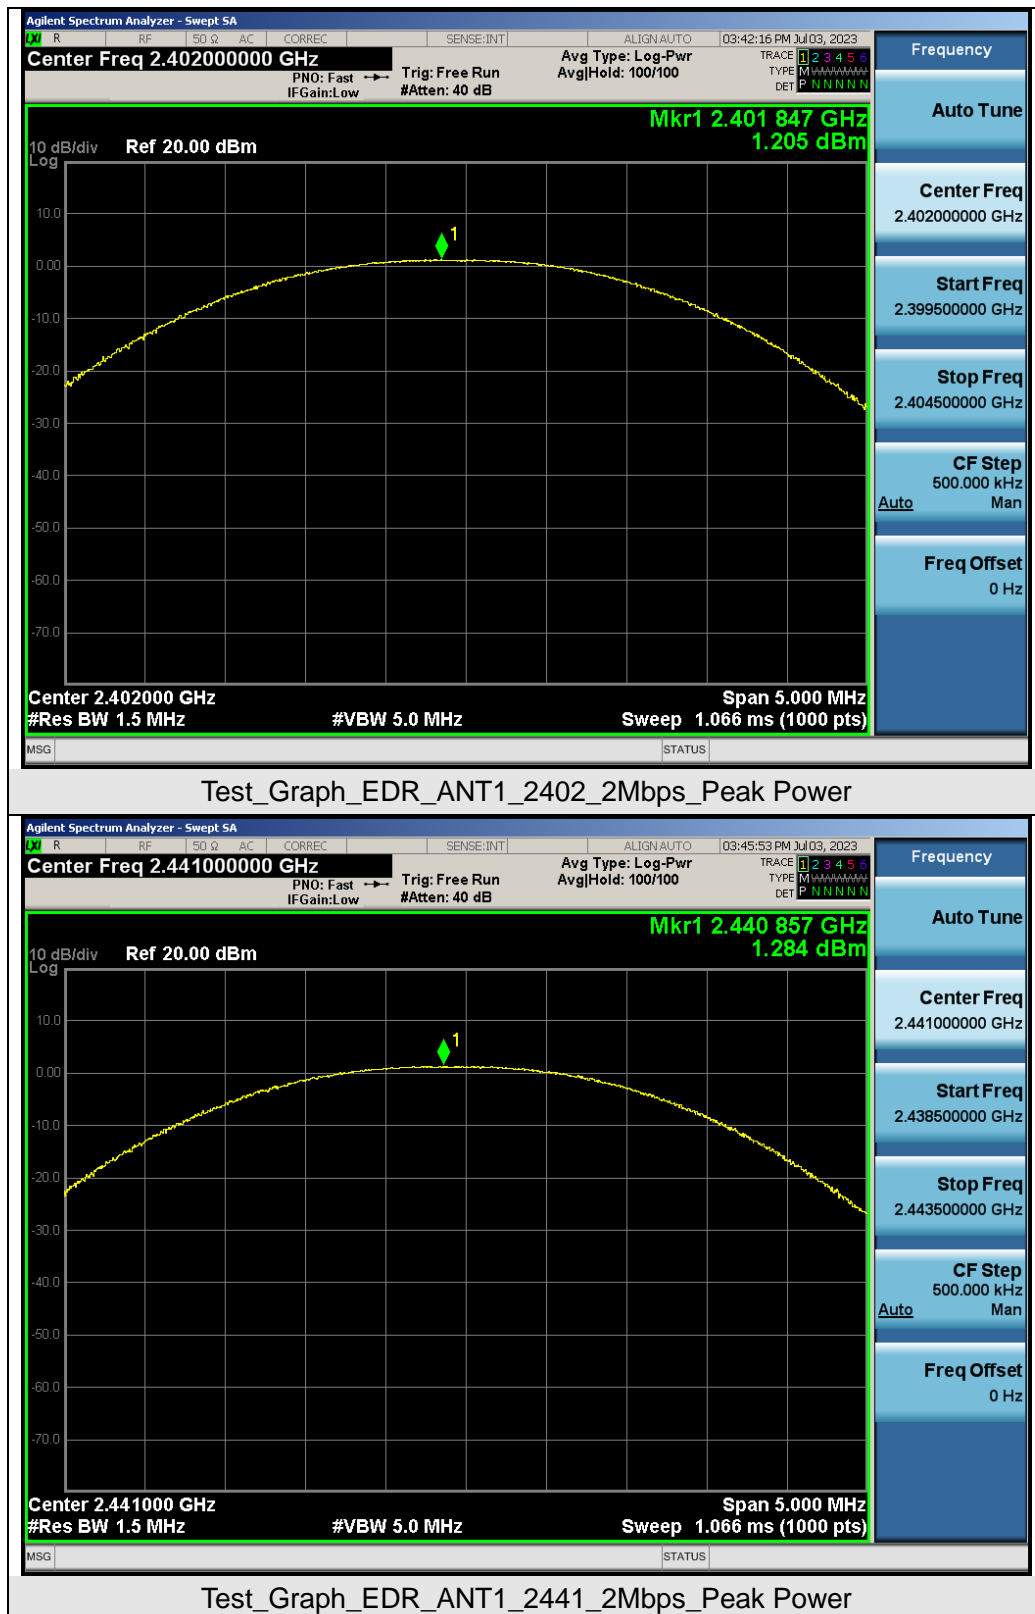 Agilent Spectrum Analyzer - Swept SA
LXI R RF 50 Ω AC CORREC SENSE:INT ALIGN AUTO 03:42:16 PM Jul 03, 2023
Center Freq 2.402000000 GHz
PNO: Fast
IFGain:Low
Trig: Free Run
#Atten: 40 dB
Avg Type: Log-Pwr
Avg|Hold: 100/100
TRACE 1 2 3 4 5 6
TYPE M WWWWW
DET P N N N N N
Mkr1 2.401 847 GHz
1.205 dBm
10 dB/div Ref 20.00 dBm
Log
10.0
0.00
-10.0
-20.0
-30.0
-40.0
-50.0
-60.0
-70.0
1
Center 2.402000 GHz Span 5.000 MHz
#Res BW 1.5 MHz #VBW 5.0 MHz Sweep 1.066 ms (1000 pts)
MSG STATUS
Frequency
Auto Tune
Center Freq
2.402000000 GHz
Start Freq
2.399500000 GHz
Stop Freq
2.404500000 GHz
CF Step
500.000 kHz
Auto Man
Freq Offset
0 Hz
Test_Graph_EDR_ANT1_2402_2Mbps_Peak Power
Agilent Spectrum Analyzer - Swept SA
LXI R RF 50 Ω AC CORREC SENSE:INT ALIGN AUTO 03:45:53 PM Jul 03, 2023
Center Freq 2.441000000 GHz
PNO: Fast
IFGain:Low
Trig: Free Run
#Atten: 40 dB
Avg Type: Log-Pwr
Avg|Hold: 100/100
TRACE 1 2 3 4 5 6
TYPE M WWWWW
DET P N N N N N
Mkr1 2.440 857 GHz
1.284 dBm
10 dB/div Ref 20.00 dBm
Log
10.0
0.00
-10.0
-20.0
-30.0
-40.0
-50.0
-60.0
-70.0
1
Center 2.441000 GHz Span 5.000 MHz
#Res BW 1.5 MHz #VBW 5.0 MHz Sweep 1.066 ms (1000 pts)
MSG STATUS
Frequency
Auto Tune
Center Freq
2.441000000 GHz
Start Freq
2.438500000 GHz
Stop Freq
2.443500000 GHz
CF Step
500.000 kHz
Auto Man
Freq Offset
0 Hz
Test_Graph_EDR_ANT1_2441_2Mbps_Peak Power